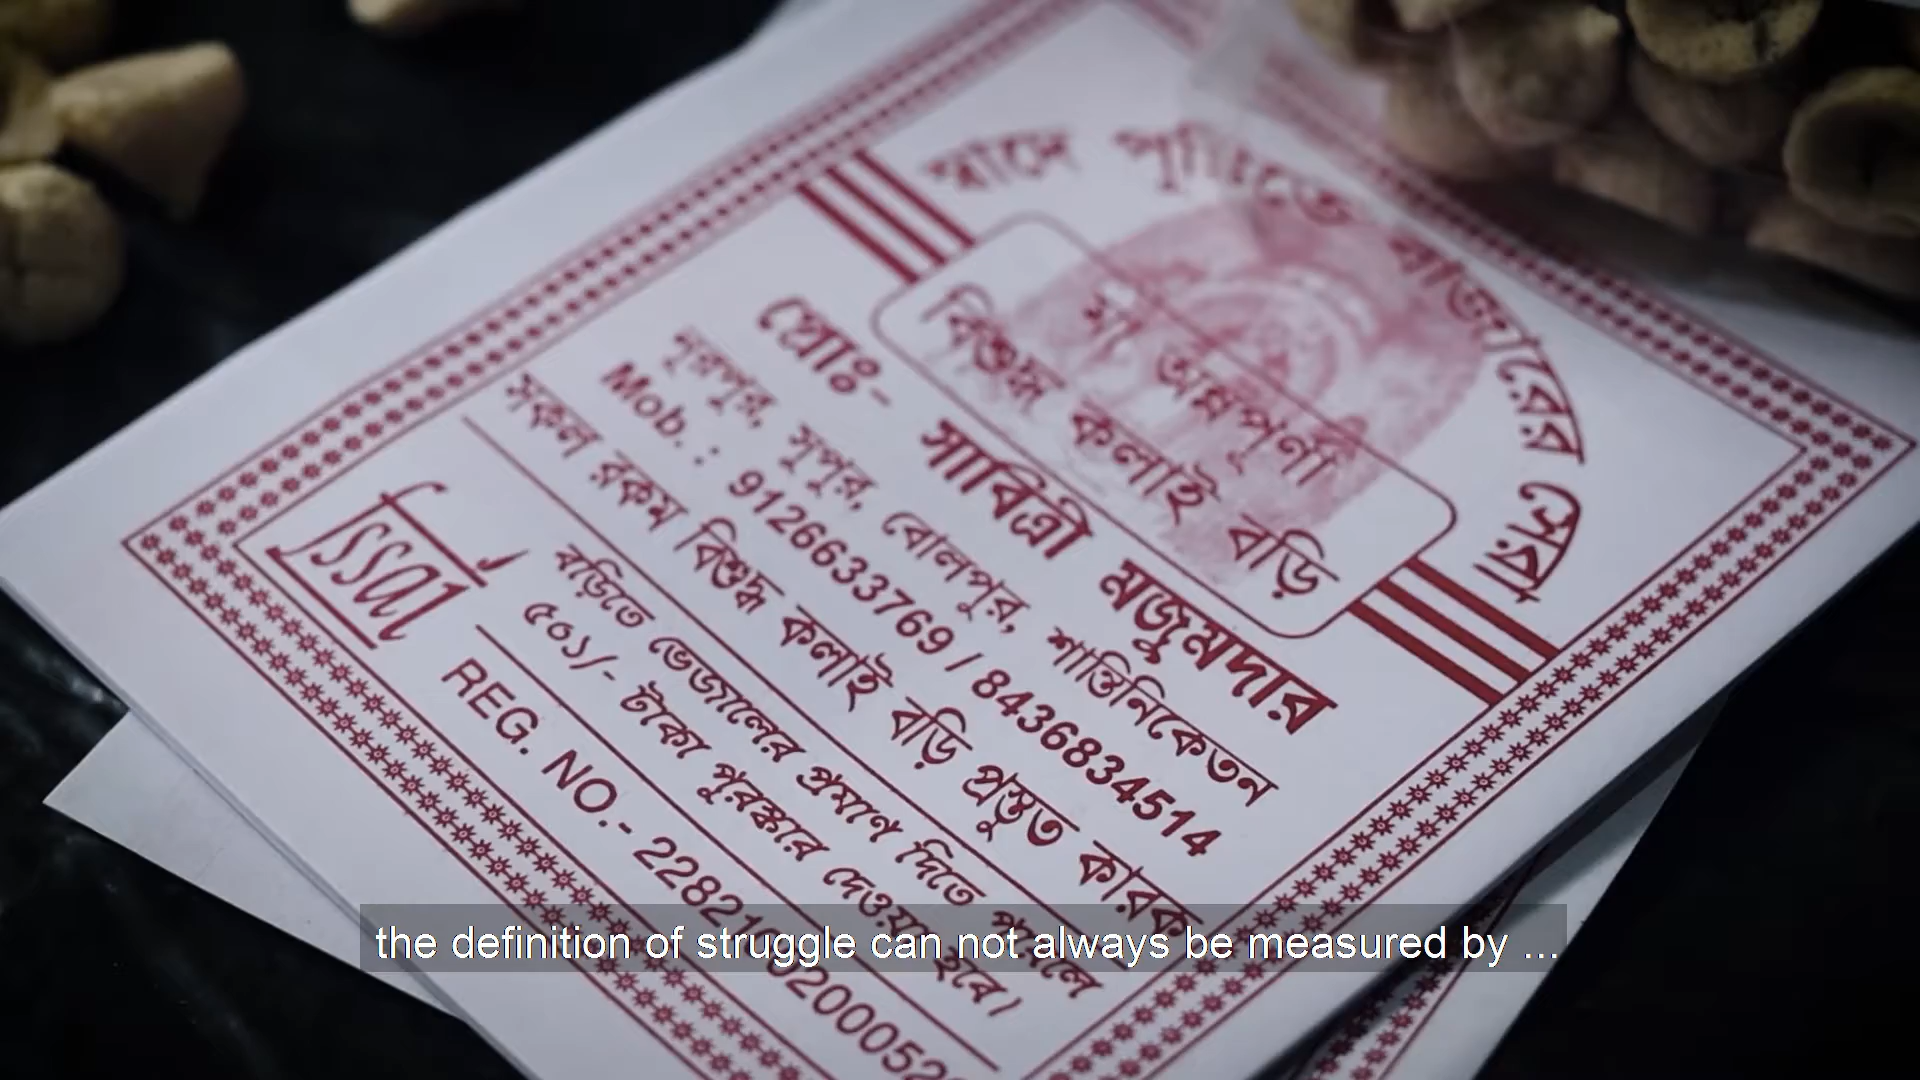 স্বাদে পুষ্টিতে বাজারের সেরা
মা অন্নপূর্ণা
বিশুদ্ধ কলাই বড়ি
প্রোঃ- সাবিত্রী মজুমদার
নূরপুর, সুপুর, বোলপুর, শান্তিনিকেতন
Mob. : 9126633769 / 8436834514
সকল রকম বিশুদ্ধ কলাই বড়ি প্রস্তুত কারক
fssai
বড়িতে ভেজালের প্রমাণ দিতে পারলে
৫০১/- টাকা পুরস্কার দেওয়া হবে।
REG. NO.-
the definition of struggle can not always be measured by ...